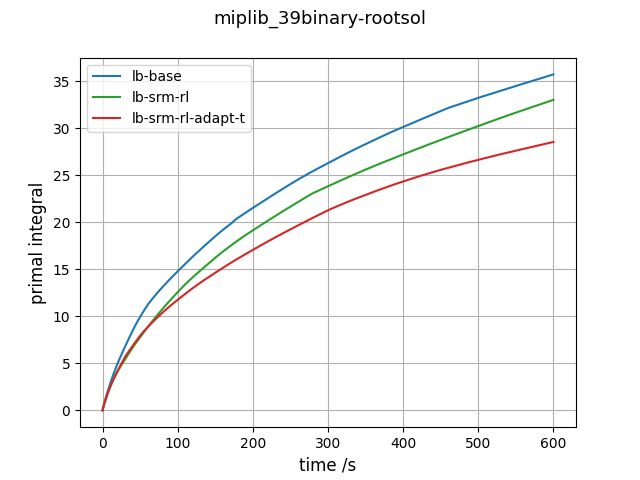 miplib_39binary-rootsol
lb-base
lb-srm-rl
lb-srm-rl-adapt-t
primal integral
35
30
25
20
15
10
5
0
0 100 200 300 400 500 600
time /s